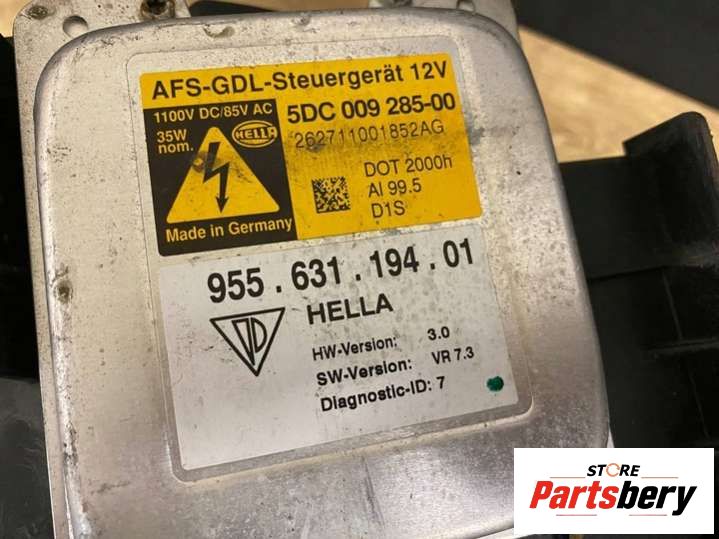 AFS-GDL-Steuergerät 12V
1100V DC/85V AC
5DC 009 285-00
35W
nom.
HELLA
262711001852AG
DOT 2000h
AI 99.5
D1S
Made in Germany
955.631.194.01
HELLA
HW-Version: 3.0
SW-Version: VR 7.3
Diagnostic-ID: 7
STORE
Partsbery